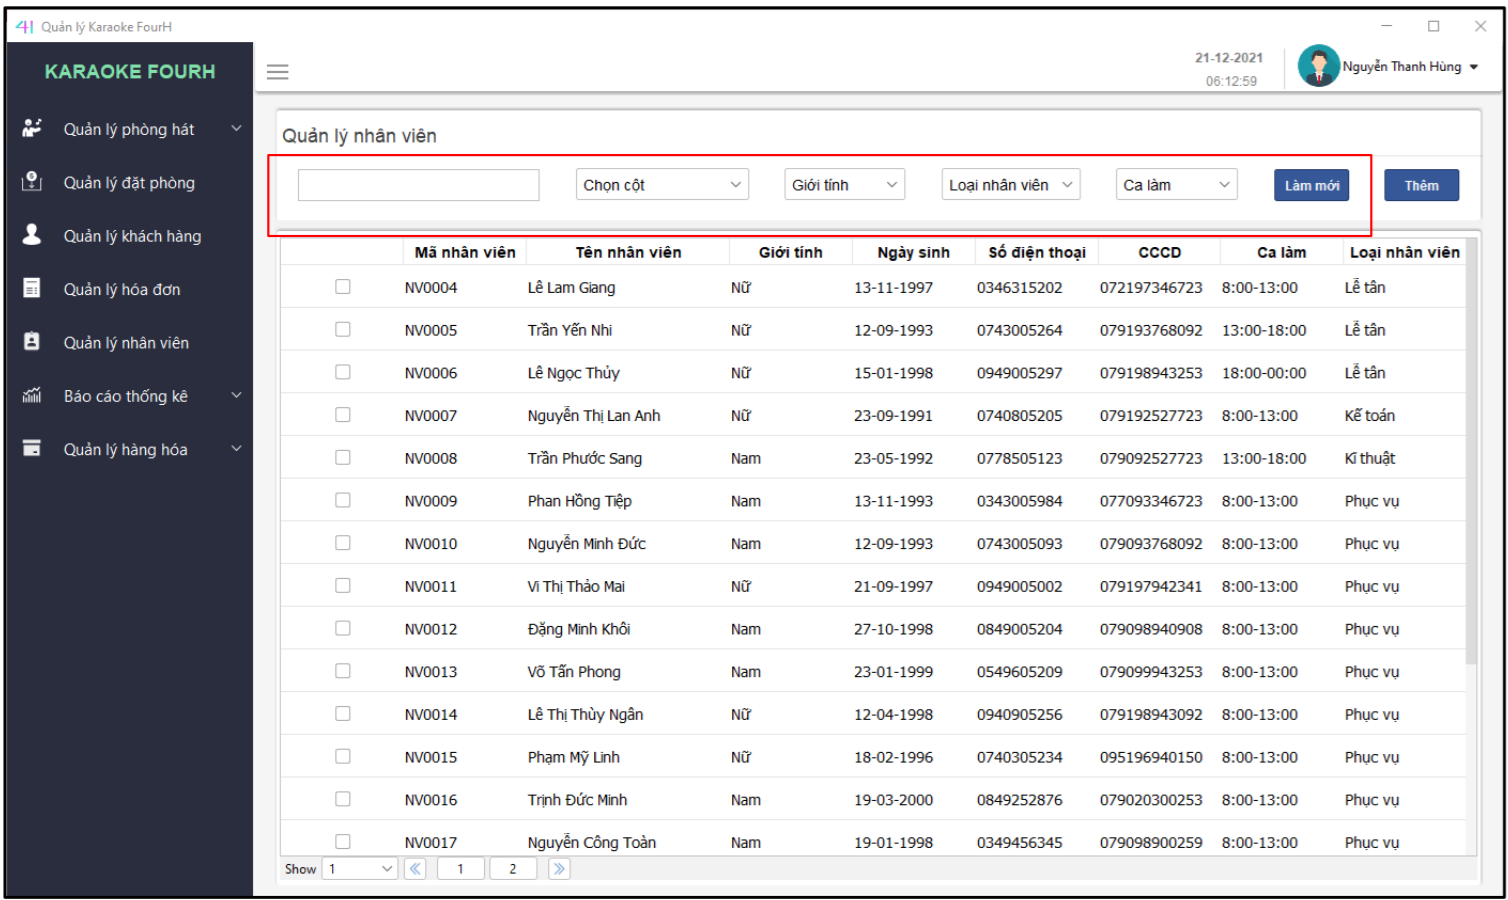 Quản lý Karaoke FourH
KARAOKE FOURH
21-12-2021
06:12:59
Nguyễn Thanh Hùng
Quản lý phòng hát
Quản lý đặt phòng
Quản lý khách hàng
Quản lý hóa đơn
Quản lý nhân viên
Báo cáo thống kê
Quản lý hàng hóa
Quản lý nhân viên
Chọn cột Giới tính Loại nhân viên Ca làm Làm mới Thêm
Mã nhân viên Tên nhân viên Giới tính Ngày sinh Số điện thoại CCCD Ca làm Loại nhân viên
NV0004 Lê Lam Giang Nữ 13-11-1997 0346315202 072197346723 8:00-13:00 Lễ tân
NV0005 Trần Yến Nhi Nữ 12-09-1993 0743005264 079193768092 13:00-18:00 Lễ tân
NV0006 Lê Ngọc Thủy Nữ 15-01-1998 0949005297 079198943253 18:00-00:00 Lễ tân
NV0007 Nguyễn Thị Lan Anh Nữ 23-09-1991 0740805205 079192527723 8:00-13:00 Kế toán
NV0008 Trần Phước Sang Nam 23-05-1992 0778505123 079092527723 13:00-18:00 Kĩ thuật
NV0009 Phan Hồng Tiệp Nam 13-11-1993 0343005984 077093346723 8:00-13:00 Phục vụ
NV0010 Nguyễn Minh Đức Nam 12-09-1993 0743005093 079093768092 8:00-13:00 Phục vụ
NV0011 Vi Thị Thảo Mai Nữ 21-09-1997 0949005002 079197942341 8:00-13:00 Phục vụ
NV0012 Đặng Minh Khôi Nam 27-10-1998 0849005204 079098940908 8:00-13:00 Phục vụ
NV0013 Võ Tấn Phong Nam 23-01-1999 0549605209 079099943253 8:00-13:00 Phục vụ
NV0014 Lê Thị Thùy Ngân Nữ 12-04-1998 0940905256 079198943092 8:00-13:00 Phục vụ
NV0015 Phạm Mỹ Linh Nữ 18-02-1996 0740305234 095196940150 8:00-13:00 Phục vụ
NV0016 Trịnh Đức Minh Nam 19-03-2000 0849252876 079020300253 8:00-13:00 Phục vụ
NV0017 Nguyễn Công Toàn Nam 19-01-1998 0349456345 079098900259 8:00-13:00 Phục vụ
Show 1 1 2